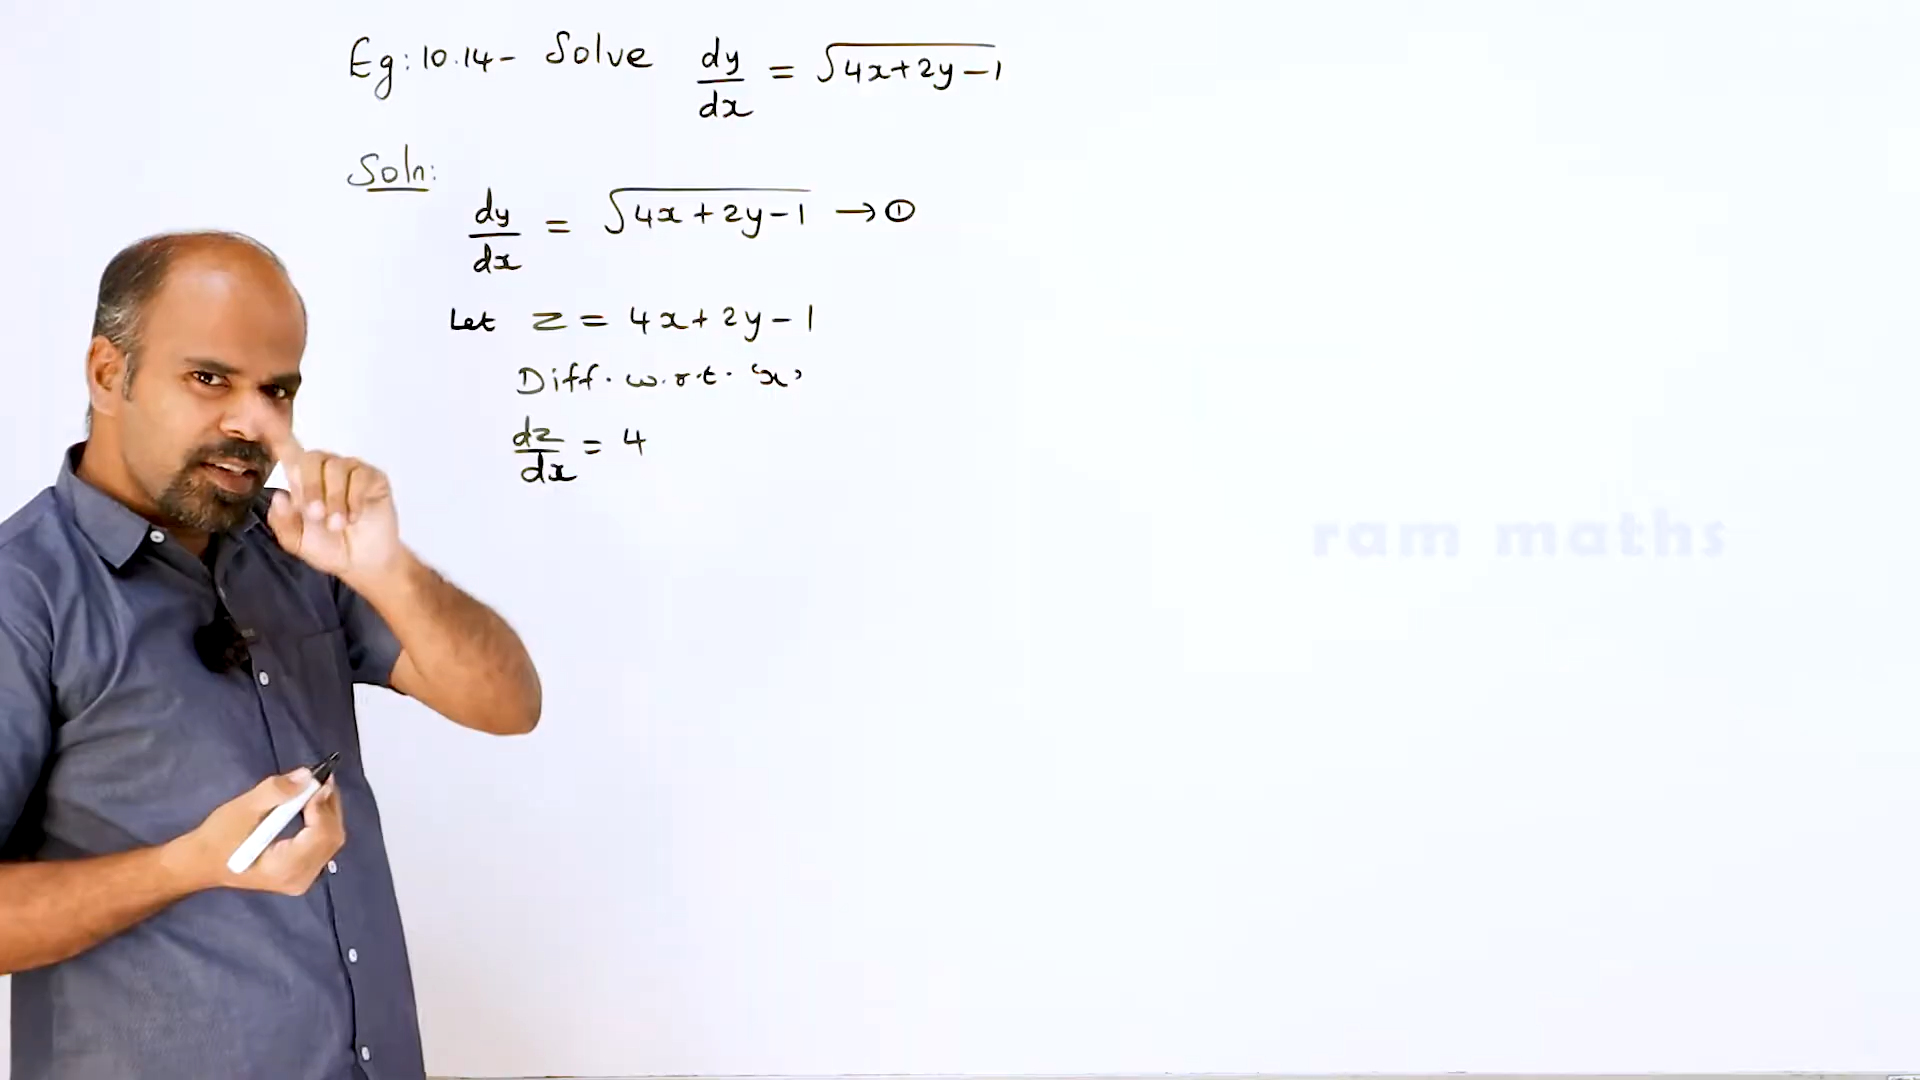 Eg: 10.14- Solve dy/dx = √4x+2y-1
Soln:
dy/dx = √4x+2y-1 → ①
Let z = 4x+2y-1
Diff. w.r.t. 'x'
dz/dx = 4
ram maths